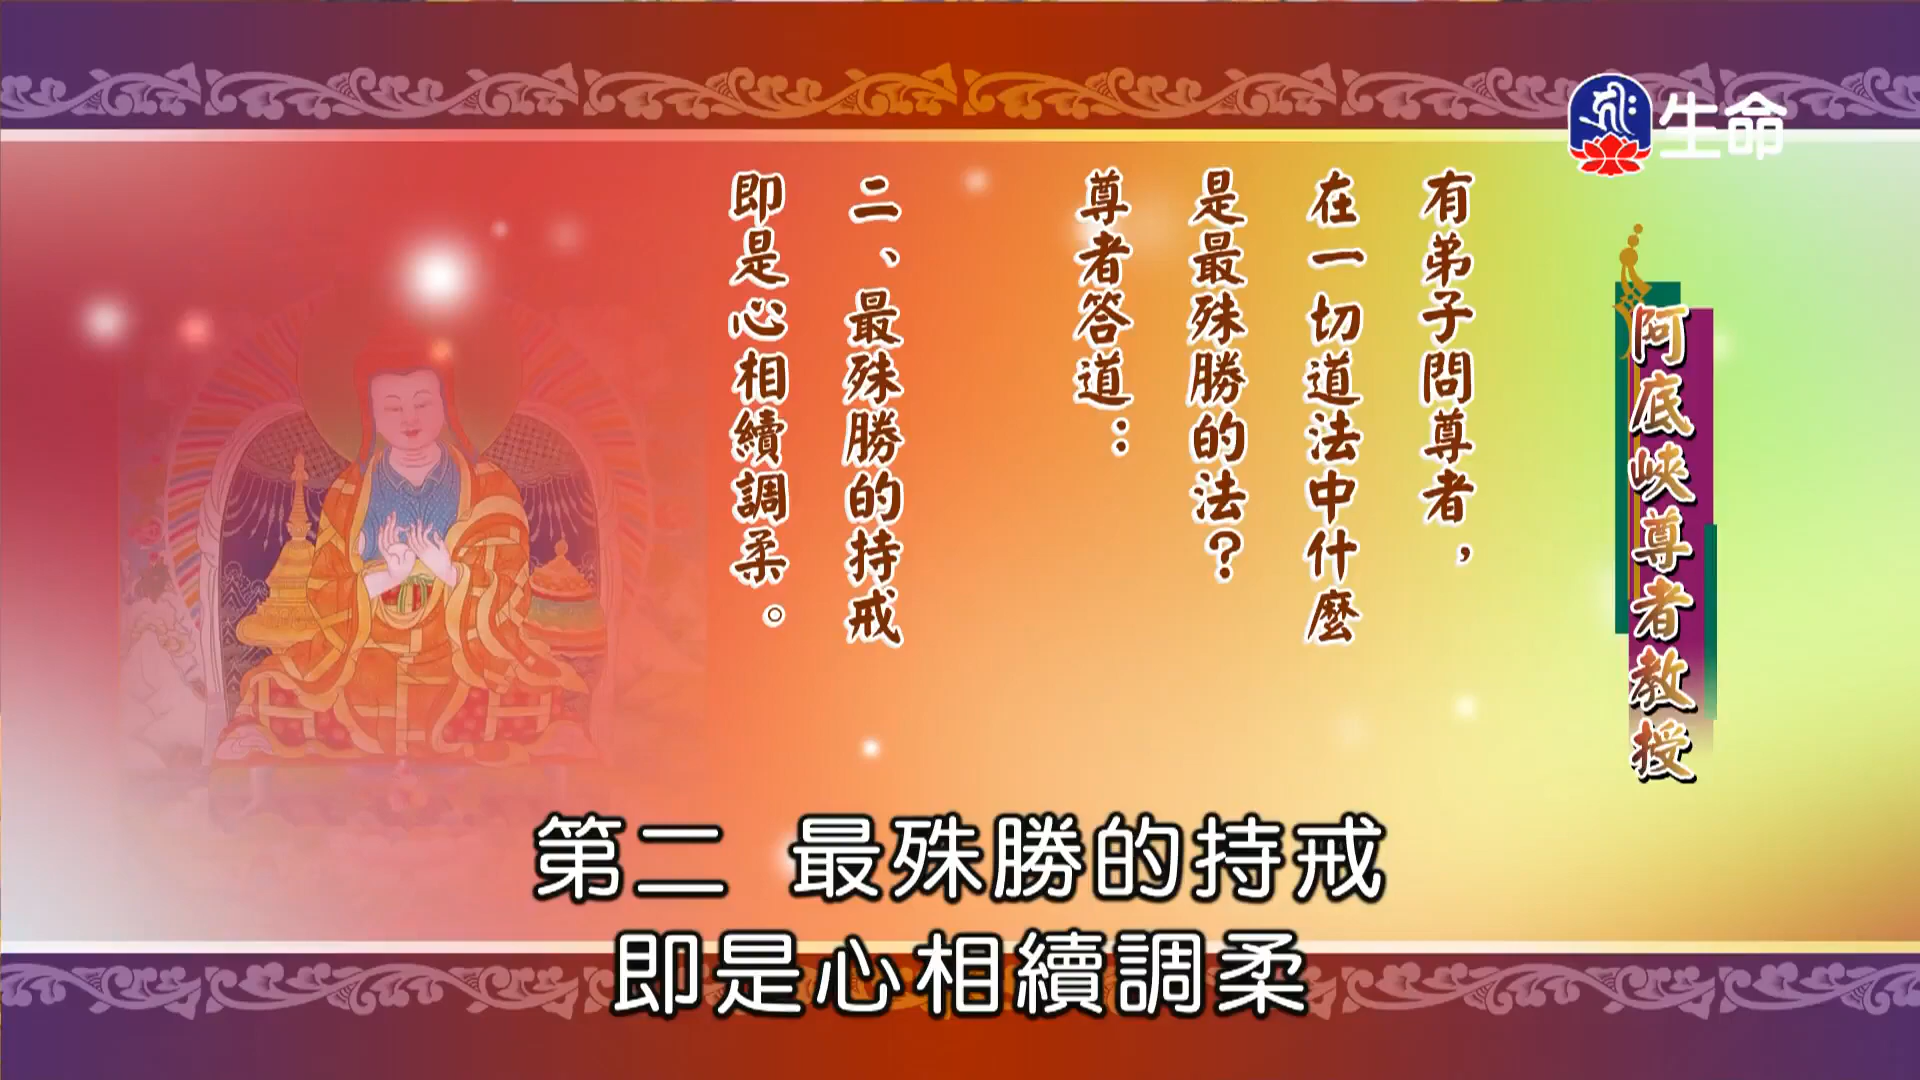 生命
阿底峽尊者教授
有弟子問尊者，
在一切道法中什麼
是最殊勝的法？
尊者答道：
二、最殊勝的持戒
即是心相續調柔。
第二 最殊勝的持戒
即是心相續調柔